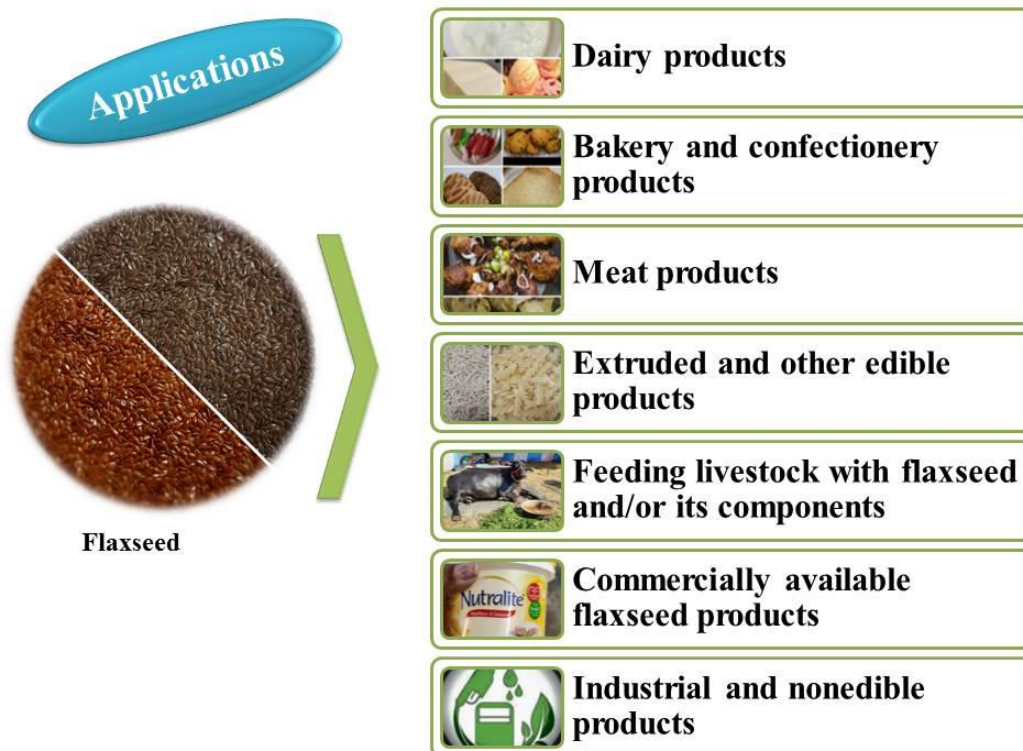 Applications
Flaxseed
Dairy products
Bakery and confectionery
products
Meat products
Extruded and other edible
products
Feeding livestock with flaxseed
and/or its components
Commercially available
flaxseed products
Nutralite
Industrial and nonedible
products